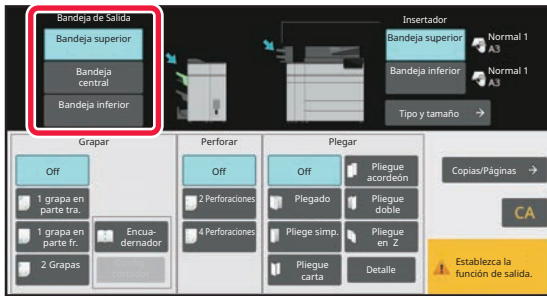 Bandeja de Salida
Bandeja superior
Bandeja
central
Bandeja inferior
Insertador
Bandeja superior
Normal 1
A3
Bandeja inferior
Normal 1
A3
Tipo y tamaño
Grapar
Off
1 grapa en
parte tra.
1 grapa en
parte fr.
2 Grapas
Encua-
dernador
Perforar
Off
2 Perforaciones
4 Perforaciones
Plegar
Off
Plegado
Pliege simp.
Pliegue
carta
Pliegue
acordeón
Pliegue
doble
Pliegue
en Z
Detalle
Copias/Páginas
CA
Establezca la
función de salida.